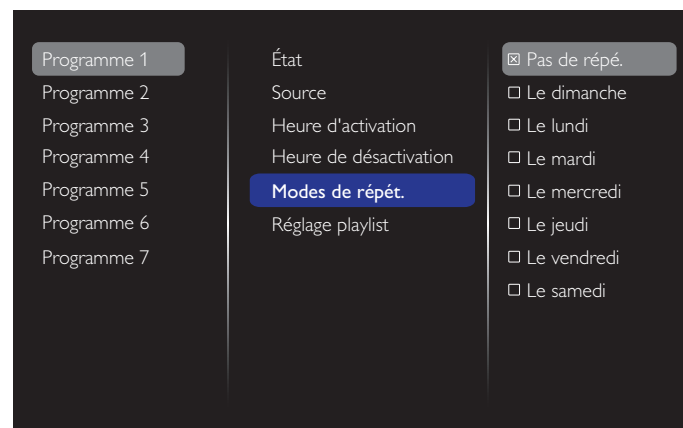 Programme 1
Programme 2
Programme 3
Programme 4
Programme 5
Programme 6
Programme 7
État
Source
Heure d'activation
Heure de désactivation
Modes de répét.
Réglage playlist
Pas de répé.
Le dimanche
Le lundi
Le mardi
Le mercredi
Le jeudi
Le vendredi
Le samedi